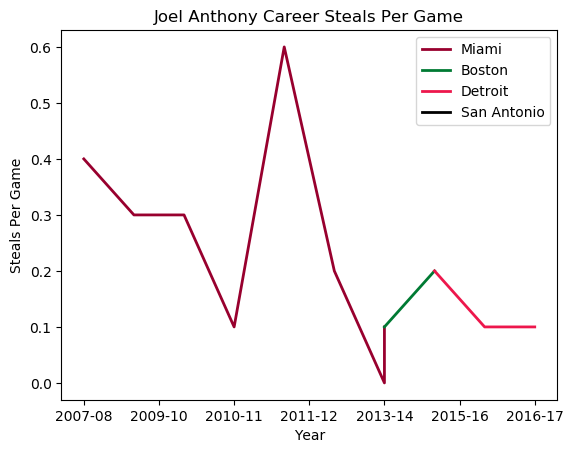 Joel Anthony Career Steals Per Game
Miami
Boston
Detroit
San Antonio
Steals Per Game
0.6
0.5
0.4
0.3
0.2
0.1
0.0
2007-08 2009-10 2010-11 2011-12 2013-14 2015-16 2016-17
Year